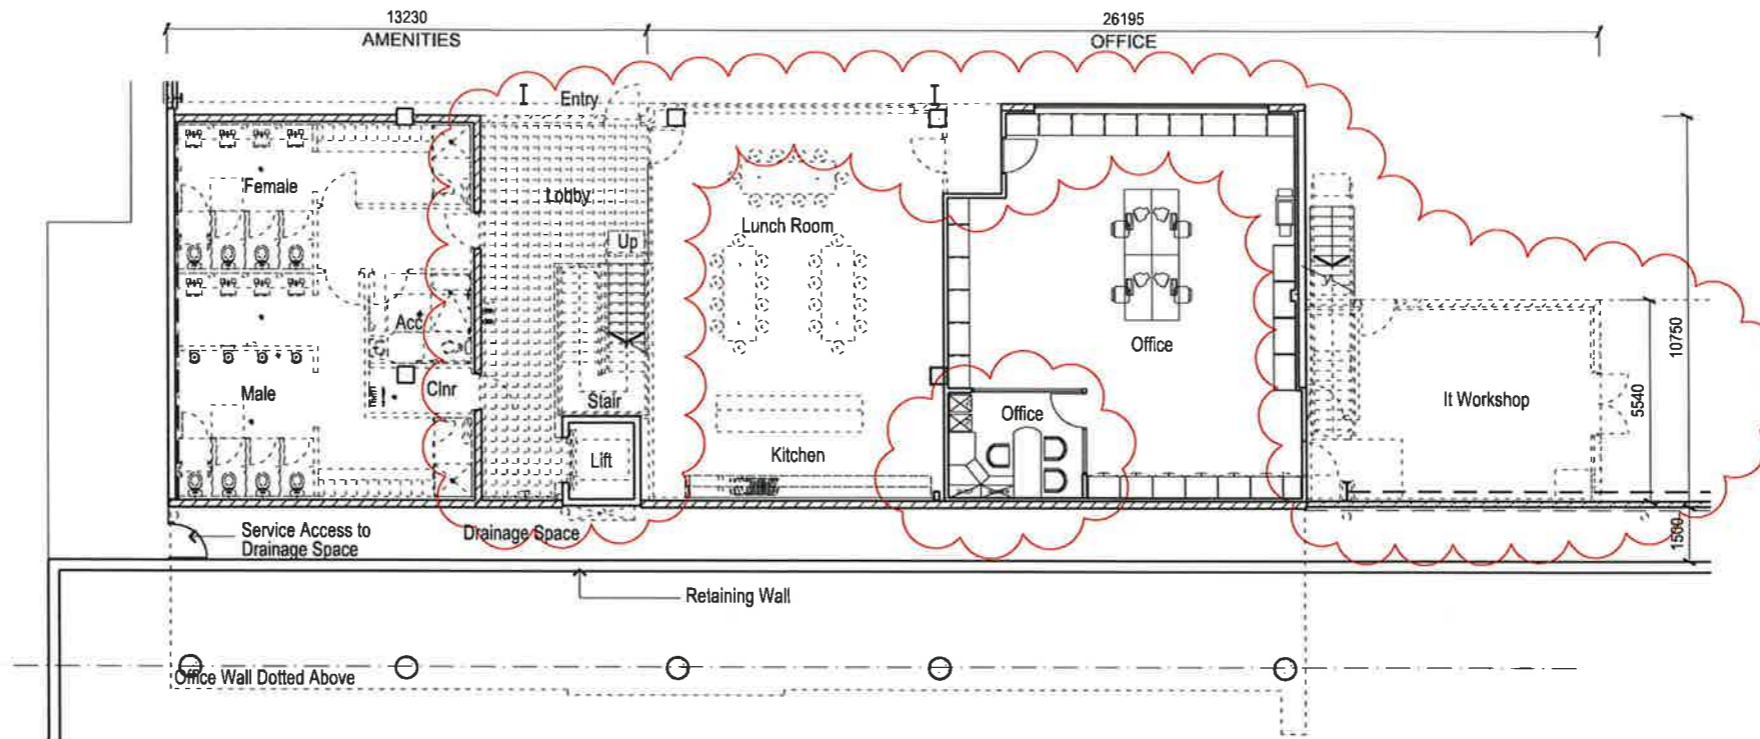 13230
AMENITIES
26195
OFFICE
Entry
Female
Lobby
Lunch Room
Up
Acc
Office
10750
Male
Clnr
Stair
Office
It Workshop
5540
Lift
Kitchen
Service Access to
Drainage Space
Drainage Space
1500
Retaining Wall
Office Wall Dotted Above